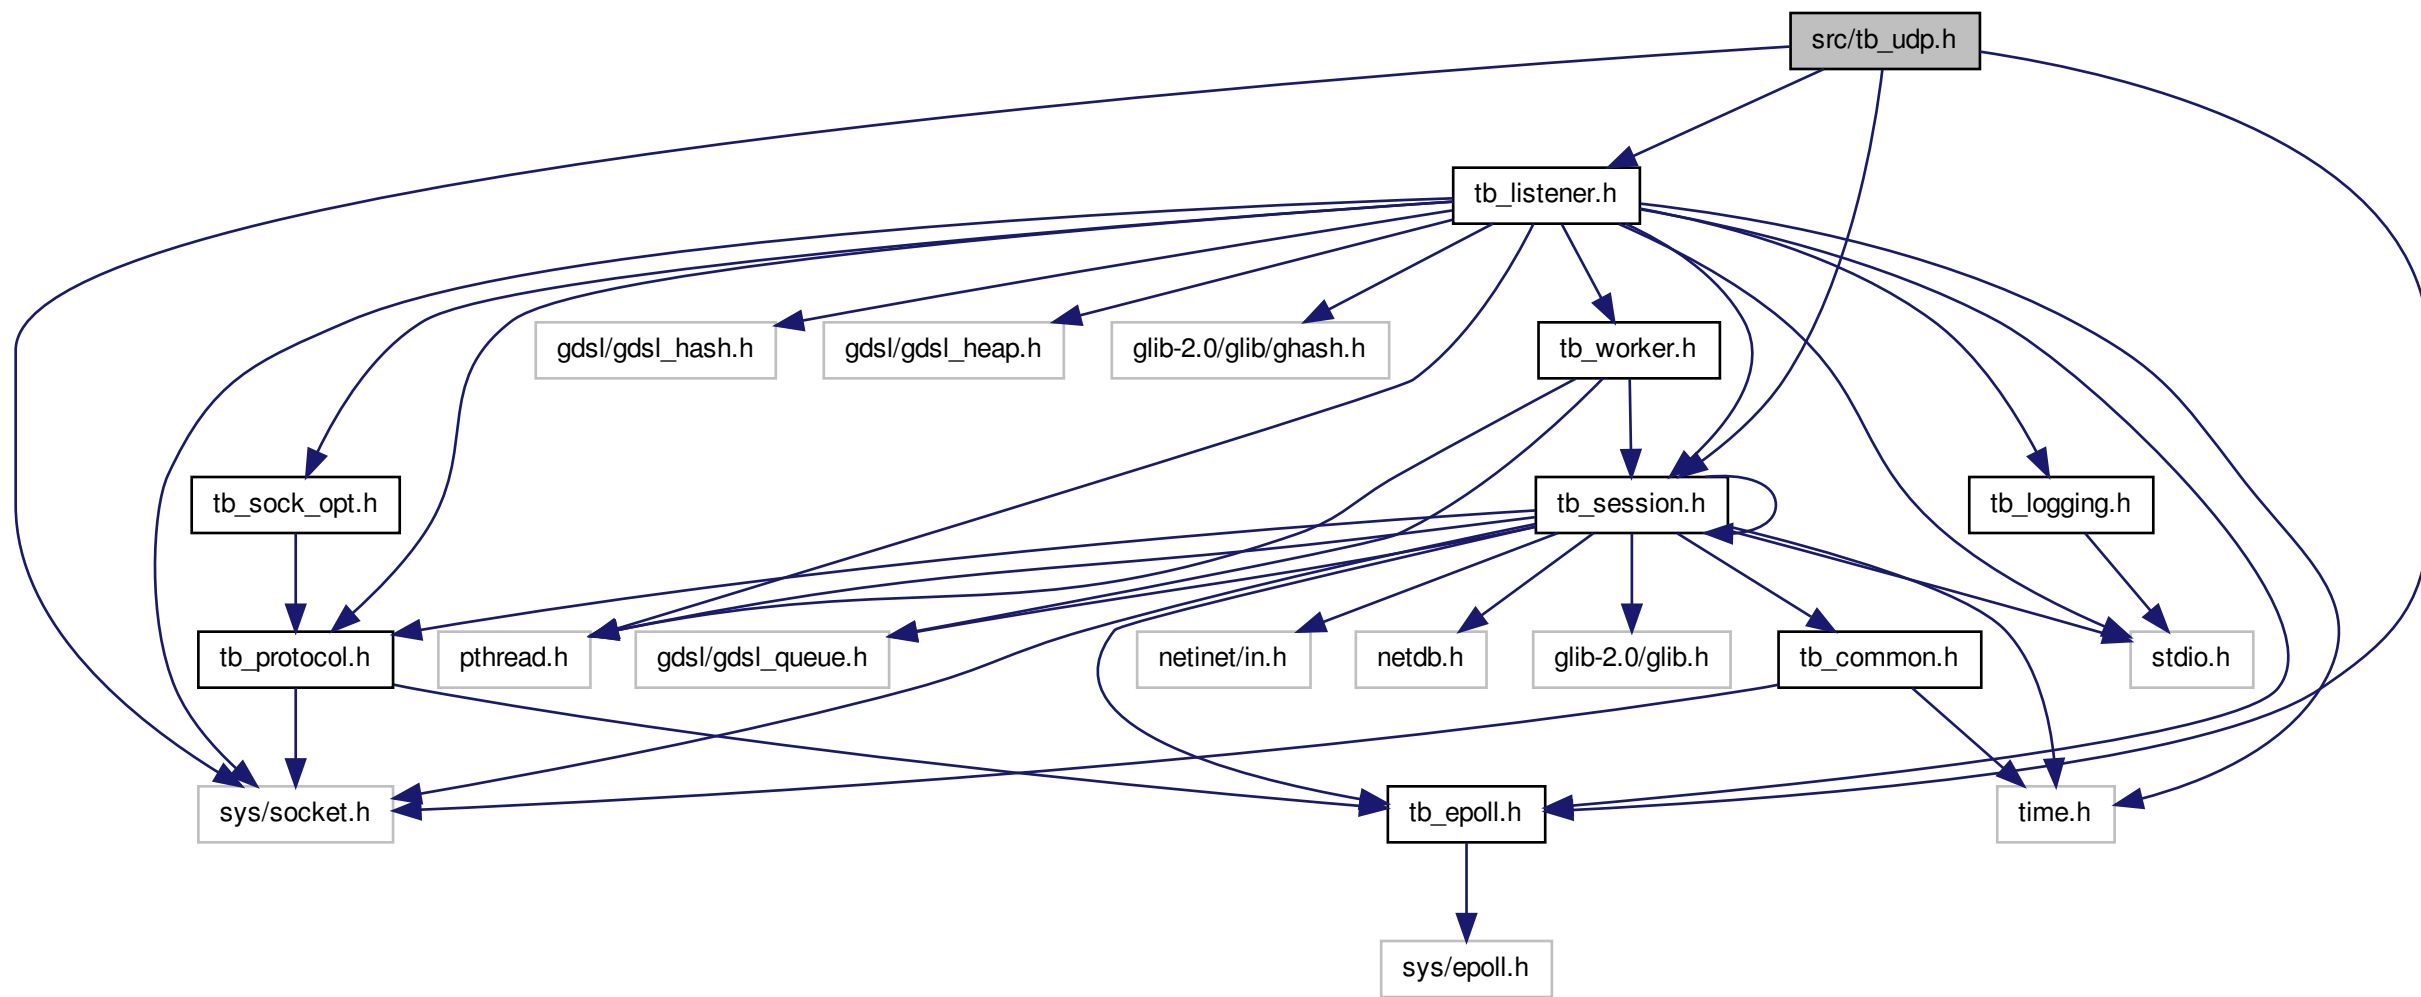 src/tb_udp.h
tb_listener.h
gdsl/gdsl_hash.h
gdsl/gdsl_heap.h
glib-2.0/glib/ghash.h
tb_worker.h
tb_sock_opt.h
tb_session.h
tb_logging.h
tb_protocol.h
pthread.h
gdsl/gdsl_queue.h
netinet/in.h
netdb.h
glib-2.0/glib.h
tb_common.h
stdio.h
sys/socket.h
tb_epoll.h
time.h
sys/epoll.h